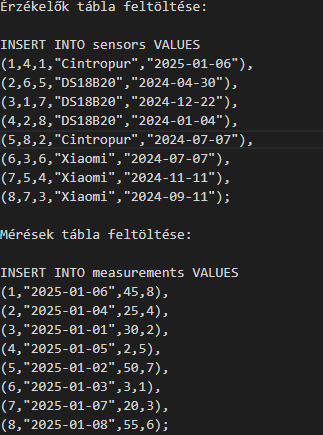 Érzékelők tábla feltöltése:
INSERT INTO sensors VALUES
(1,4,1,"Cintropur","2025-01-06"),
(2,6,5,"DS18B20","2024-04-30"),
(3,1,7,"DS18B20","2024-12-22"),
(4,2,8,"DS18B20","2024-01-04"),
(5,8,2,"Cintropur","2024-07-07"),
(6,3,6,"Xiaomi","2024-07-07"),
(7,5,4,"Xiaomi","2024-11-11"),
(8,7,3,"Xiaomi","2024-09-11");
Mérések tábla feltöltése:
INSERT INTO measurements VALUES
(1,"2025-01-06",45,8),
(2,"2025-01-04",25,4),
(3,"2025-01-01",30,2),
(4,"2025-01-05",2,5),
(5,"2025-01-02",50,7),
(6,"2025-01-03",3,1),
(7,"2025-01-07",20,3),
(8,"2025-01-08",55,6);